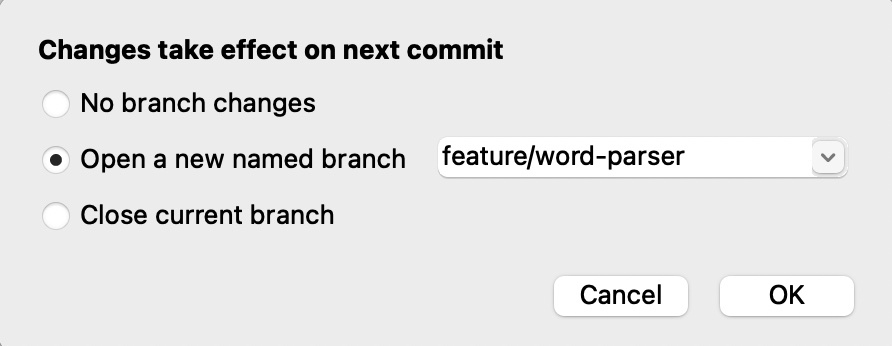 Changes take effect on next commit
No branch changes
Open a new named branch feature/word-parser
Close current branch
Cancel OK